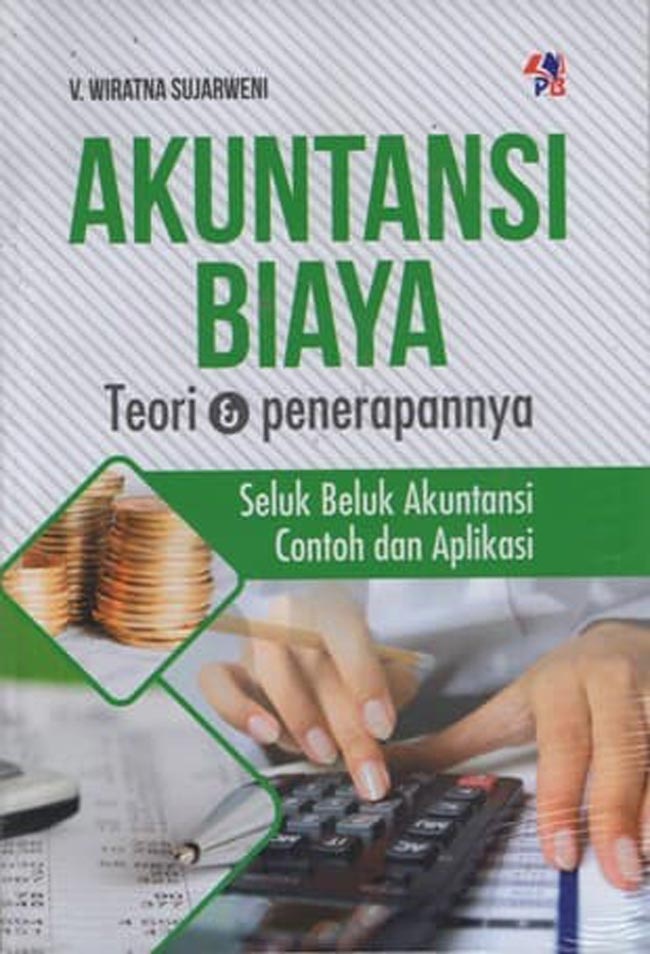 V. WIRATNA SUJARWENI
PB
AKUNTANSI
BIAYA
Teori & penerapannya
Seluk Beluk Akuntansi
Contoh dan Aplikasi